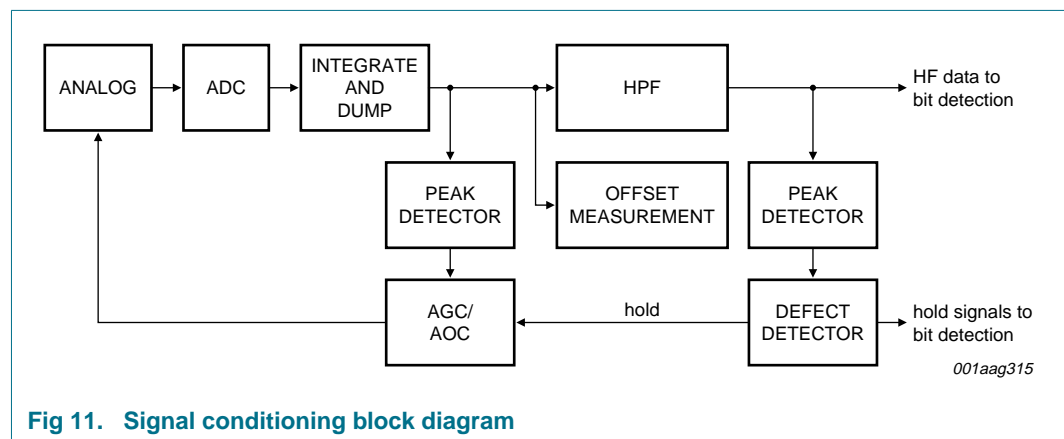 ANALOG
ADC
INTEGRATE
AND
DUMP
HPF
HF data to
bit detection
PEAK
DETECTOR
OFFSET
MEASUREMENT
PEAK
DETECTOR
AGC/
AOC
hold
DEFECT
DETECTOR
hold signals to
bit detection
001aag315
Fig 11. Signal conditioning block diagram